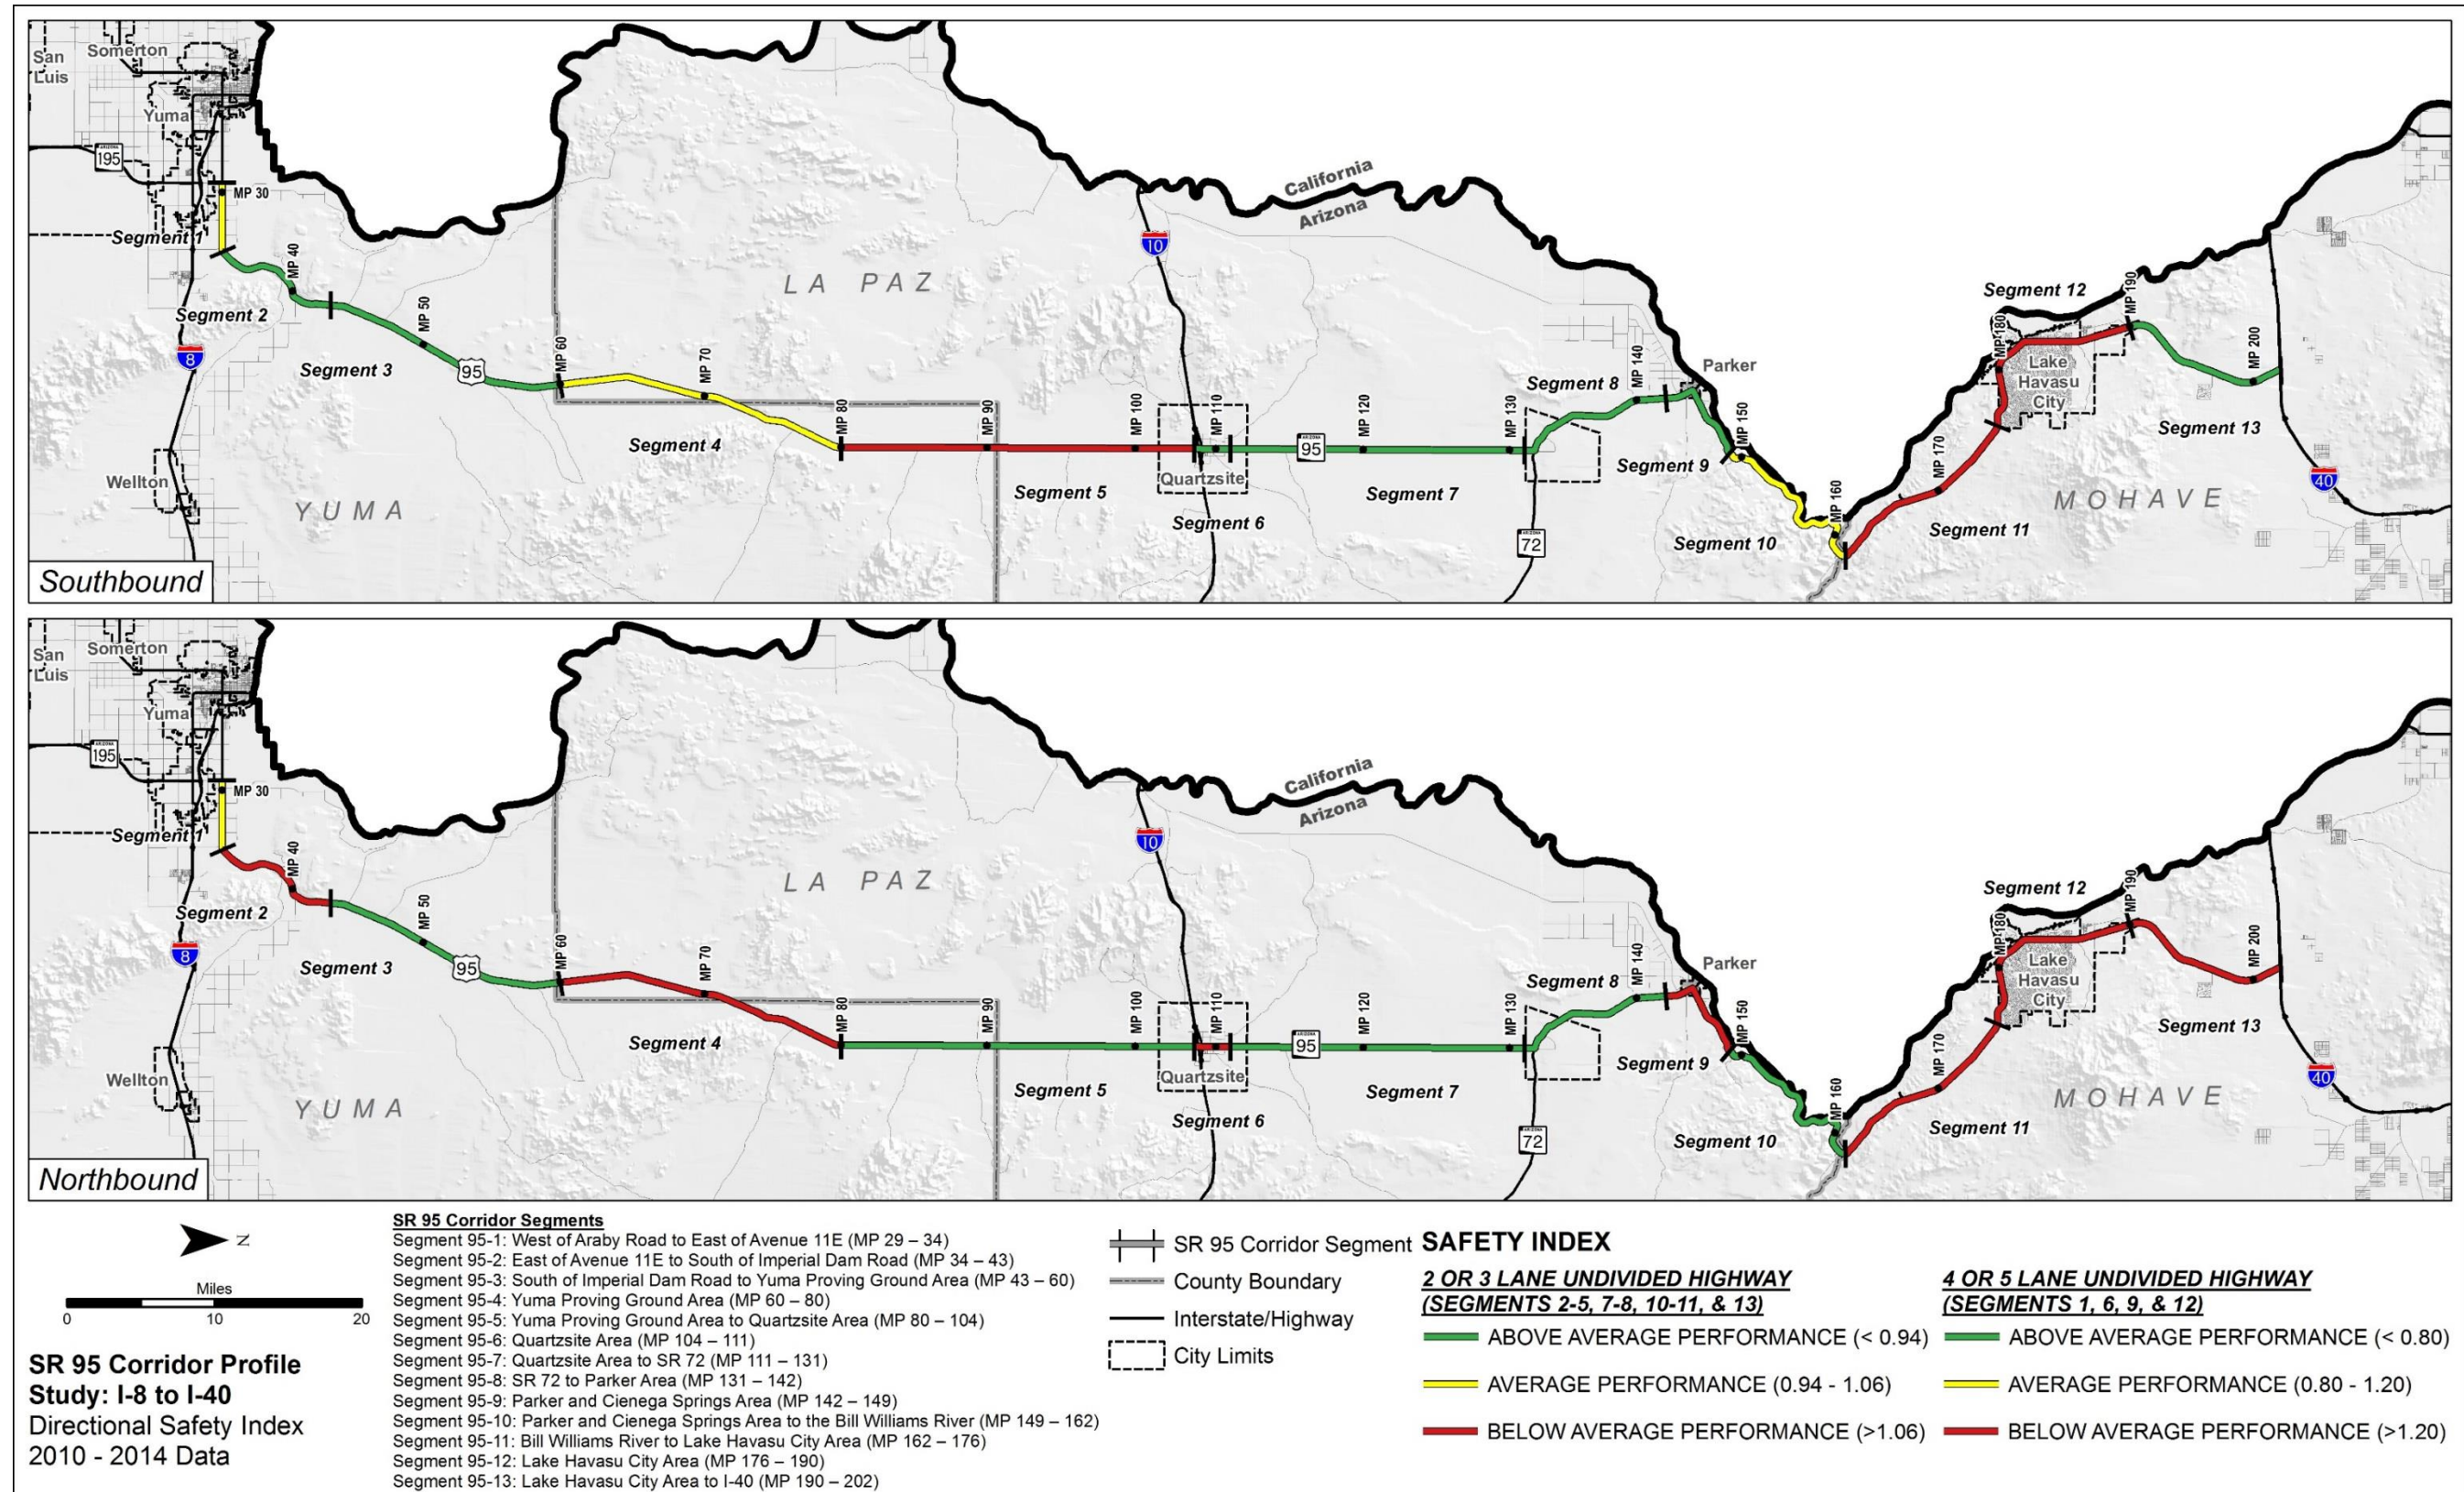 San
Luis
Somerton
Yuma
ARIZONA
195
MP 30
Segment 1
MP 40
Segment 2
8
MP 50
Segment 3
95
MP 60
MP 70
LA PAZ
Segment 4
MP 80
MP 90
MP 100
MP 110
10
California
Arizona
Wellton
YUMA
Segment 5
Quartzsite
Segment 6
ARIZONA
95
MP 120
Segment 7
MP 130
Segment 8
MP 140
Parker
ARIZONA
72
Segment 9
MP 150
Segment 10
MP 160
MP 170
Segment 11
Segment 12
MP 180
MP 190
Lake
Havasu
City
MP 200
Segment 13
MOHAVE
40
Southbound
San
Luis
Somerton
Yuma
ARIZONA
195
MP 30
Segment 1
MP 40
Segment 2
8
MP 50
Segment 3
95
MP 60
MP 70
LA PAZ
Segment 4
MP 80
MP 90
MP 100
MP 110
10
California
Arizona
Wellton
YUMA
Segment 5
Quartzsite
Segment 6
ARIZONA
95
MP 120
Segment 7
MP 130
Segment 8
MP 140
Parker
ARIZONA
72
Segment 9
MP 150
Segment 10
MP 160
MP 170
Segment 11
Segment 12
MP 180
MP 190
Lake
Havasu
City
MP 200
Segment 13
MOHAVE
40
Northbound
N
Miles
0 10 20
SR 95 Corridor Profile
Study: I-8 to I-40
Directional Safety Index
2010 - 2014 Data
SR 95 Corridor Segments
Segment 95-1: West of Araby Road to East of Avenue 11E (MP 29 – 34)
Segment 95-2: East of Avenue 11E to South of Imperial Dam Road (MP 34 – 43)
Segment 95-3: South of Imperial Dam Road to Yuma Proving Ground Area (MP 43 – 60)
Segment 95-4: Yuma Proving Ground Area (MP 60 – 80)
Segment 95-5: Yuma Proving Ground Area to Quartzsite Area (MP 80 – 104)
Segment 95-6: Quartzsite Area (MP 104 – 111)
Segment 95-7: Quartzsite Area to SR 72 (MP 111 – 131)
Segment 95-8: SR 72 to Parker Area (MP 131 – 142)
Segment 95-9: Parker and Cienega Springs Area (MP 142 – 149)
Segment 95-10: Parker and Cienega Springs Area to the Bill Williams River (MP 149 – 162)
Segment 95-11: Bill Williams River to Lake Havasu City Area (MP 162 – 176)
Segment 95-12: Lake Havasu City Area (MP 176 – 190)
Segment 95-13: Lake Havasu City Area to I-40 (MP 190 – 202)
SR 95 Corridor Segment
County Boundary
Interstate/Highway
City Limits
SAFETY INDEX
2 OR 3 LANE UNDIVIDED HIGHWAY
(SEGMENTS 2-5, 7-8, 10-11, & 13)
ABOVE AVERAGE PERFORMANCE (< 0.94)
AVERAGE PERFORMANCE (0.94 - 1.06)
BELOW AVERAGE PERFORMANCE (>1.06)
4 OR 5 LANE UNDIVIDED HIGHWAY
(SEGMENTS 1, 6, 9, & 12)
ABOVE AVERAGE PERFORMANCE (< 0.80)
AVERAGE PERFORMANCE (0.80 - 1.20)
BELOW AVERAGE PERFORMANCE (>1.20)